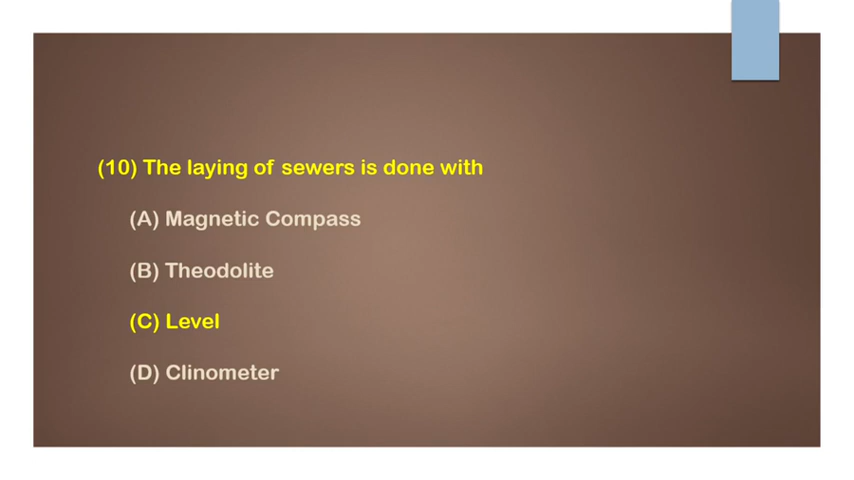 (10) The laying of sewers is done with
(A) Magnetic Compass
(B) Theodolite
(C) Level
(D) Clinometer